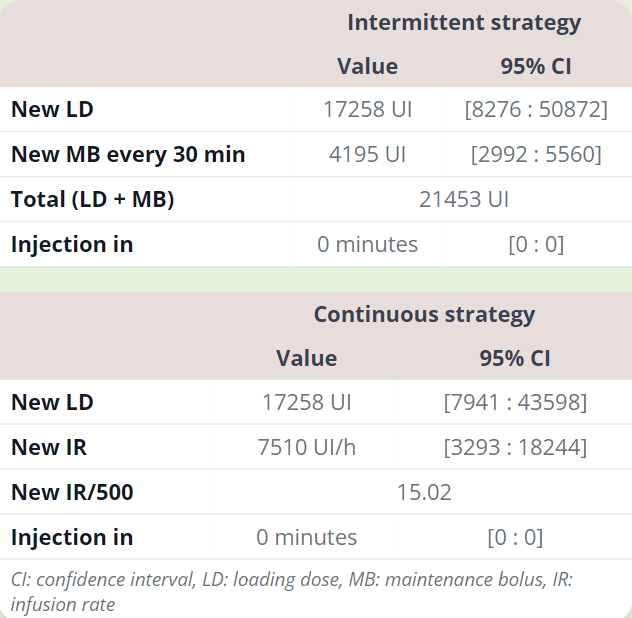 Intermittent strategy
Value 95% CI
New LD 17258 UI [8276 : 50872]
New MB every 30 min 4195 UI [2992 : 5560]
Total (LD + MB) 21453 UI
Injection in 0 minutes [0 : 0]
Continuous strategy
Value 95% CI
New LD 17258 UI [7941 : 43598]
New IR 7510 UI/h [3293 : 18244]
New IR/500 15.02
Injection in 0 minutes [0 : 0]
CI: confidence interval, LD: loading dose, MB: maintenance bolus, IR:
infusion rate